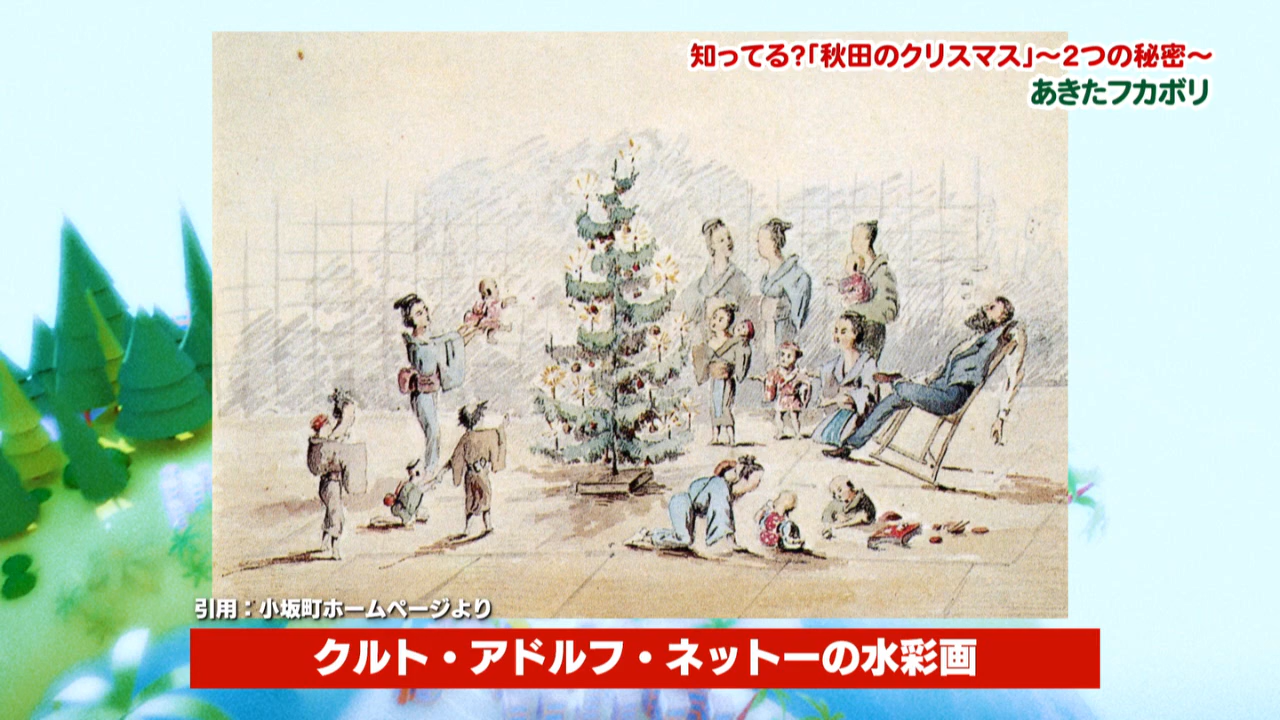 知ってる?「秋田のクリスマス」~2つの秘密~
あきたフカボリ
引用:小坂町ホームページより
クルト・アドルフ・ネットーの水彩画